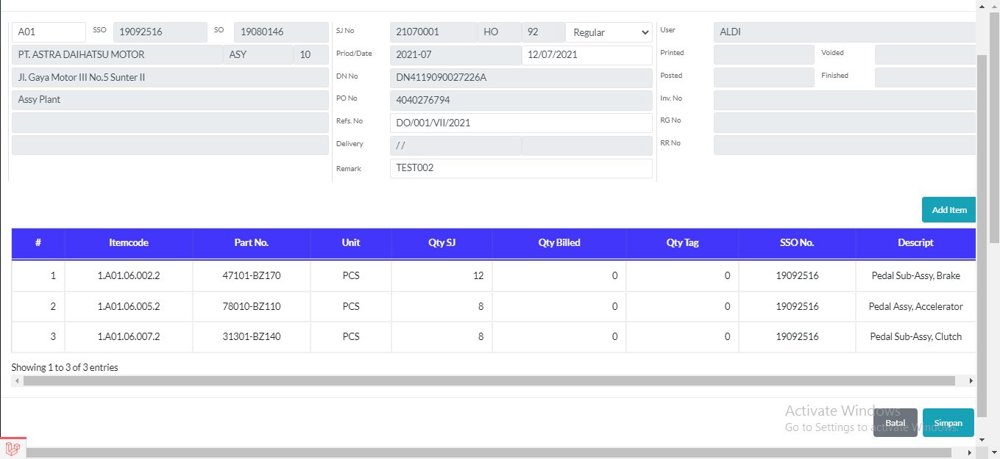 A01 SSO 19092516 SO 19080146 SJ No 21070001 HO 92 Regular User ALDI
PT. ASTRA DAIHATSU MOTOR ASY 10 Priod/Date 2021-07 12/07/2021 Printed Voided
Jl. Gaya Motor III No.5 Sunter II DN No DN4119090027226A Posted Finished
Assy Plant PO No 4040276794 Inv. No
Refs. No DO/001/VII/2021 RG No
Delivery / / RR No
Remark TEST002
Add Item
# Itemcode Part No. Unit Qty SJ Qty Billed Qty Tag SSO No. Descript
1 1.A01.06.002.2 47101-BZ170 PCS 12 0 0 19092516 Pedal Sub-Assy, Brake
2 1.A01.06.005.2 78010-BZ110 PCS 8 0 0 19092516 Pedal Assy, Accelerator
3 1.A01.06.007.2 31301-BZ140 PCS 8 0 0 19092516 Pedal Sub-Assy, Clutch
Showing 1 to 3 of 3 entries
Activate Windows
Go to Settings to activate Windows.
Batal Simpan